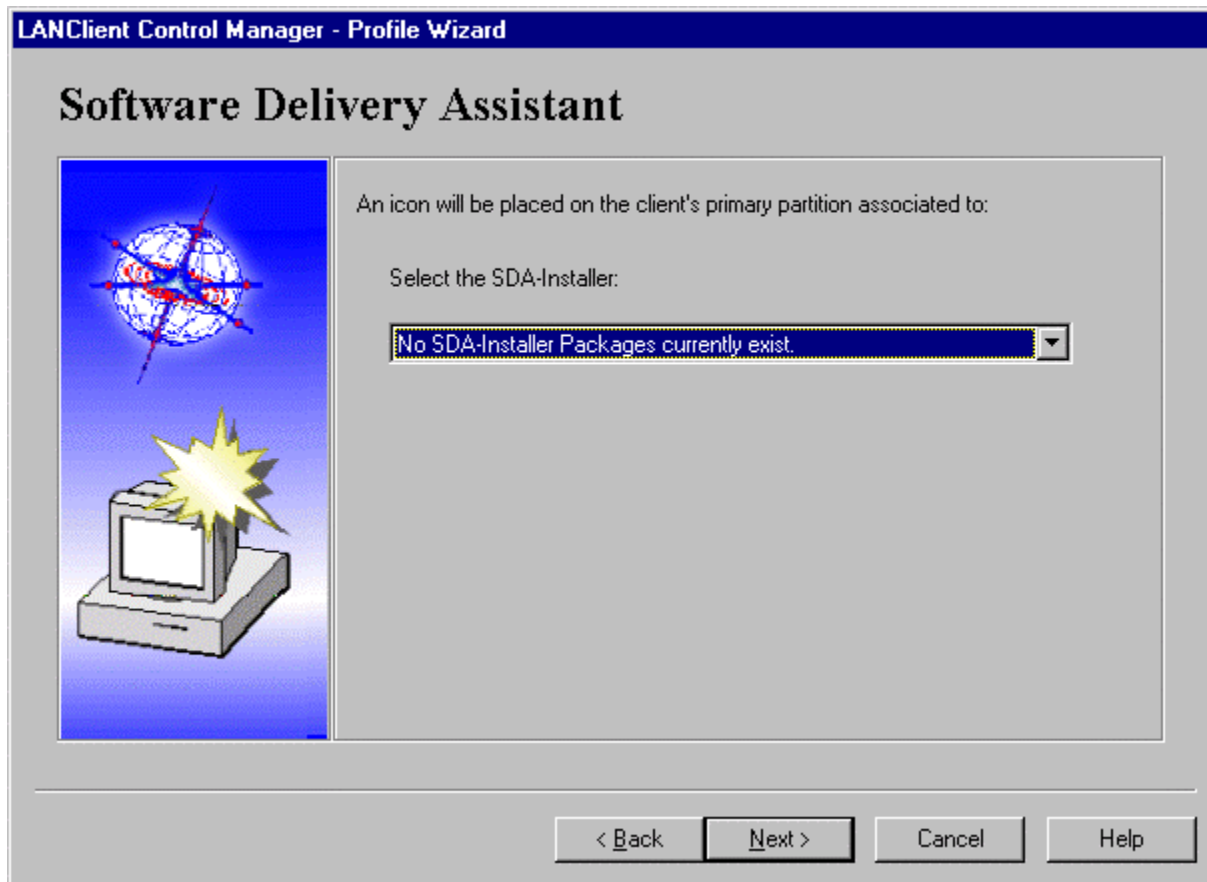 LANClient Control Manager - Profile Wizard
Software Delivery Assistant
An icon will be placed on the client's primary partition associated to:
Select the SDA-Installer:
No SDA-Installer Packages currently exist.
< Back Next > Cancel Help